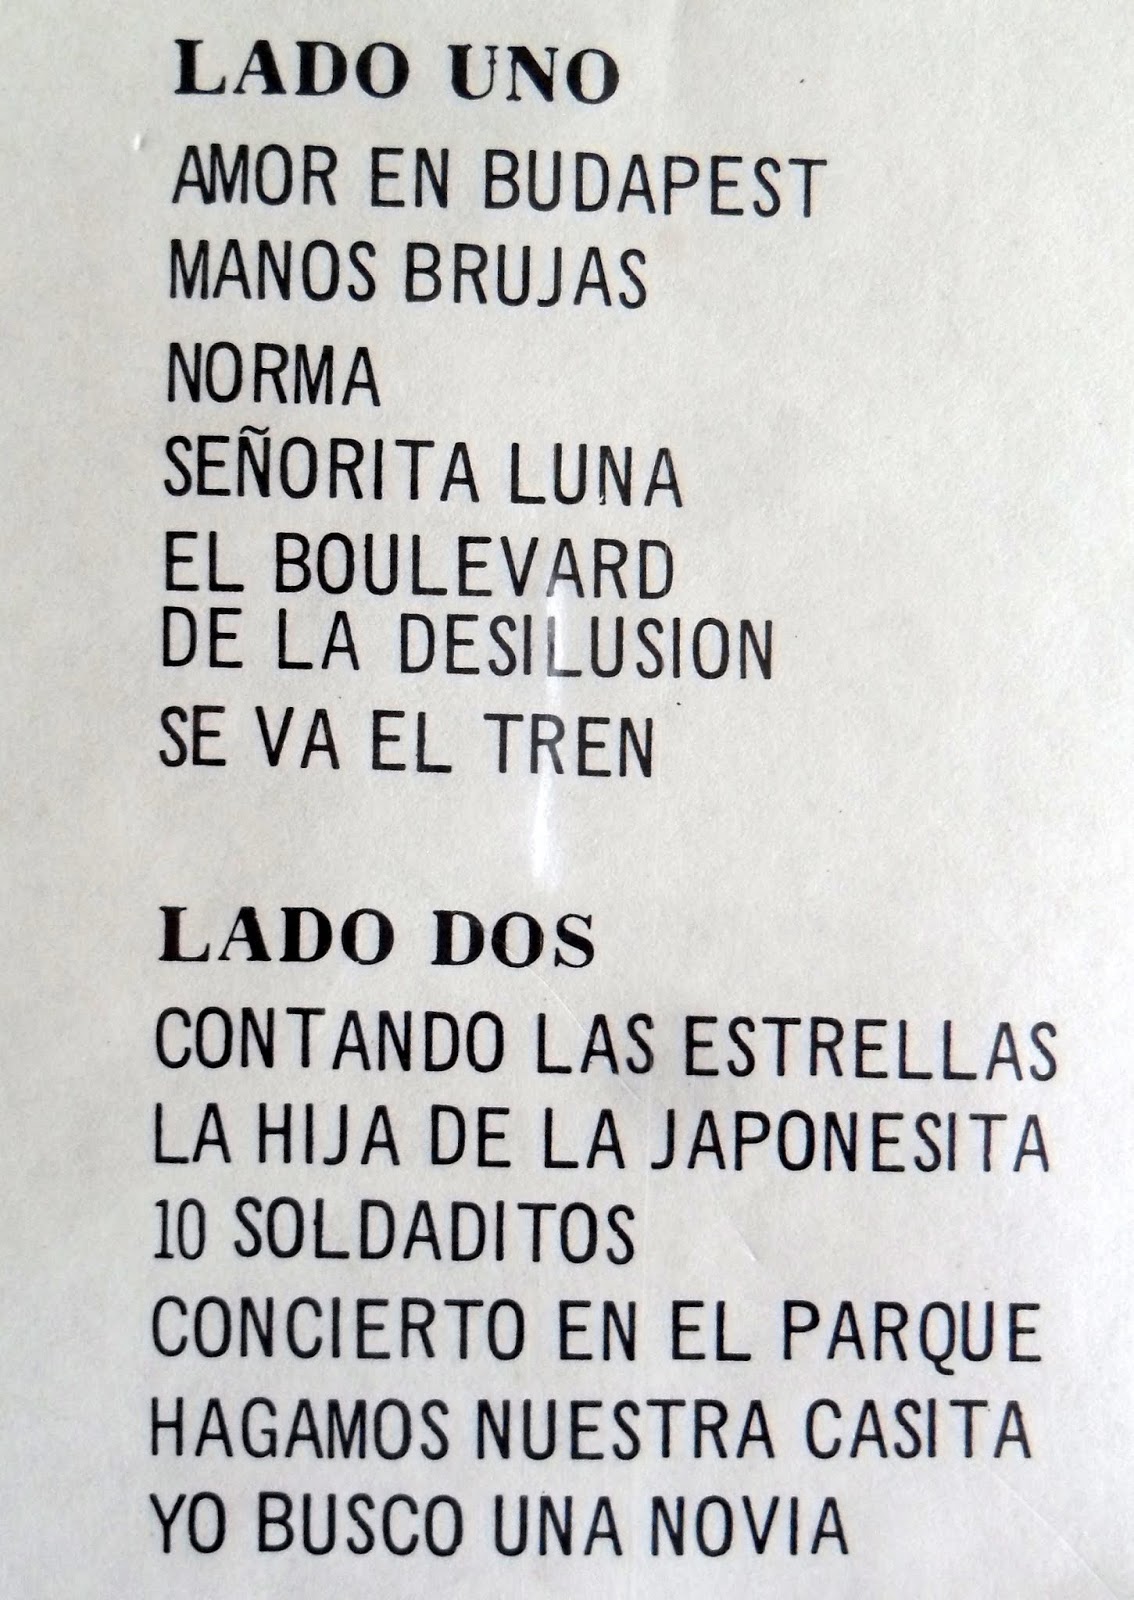 LADO UNO
AMOR EN BUDAPEST
MANOS BRUJAS
NORMA
SEÑORITA LUNA
EL BOULEVARD
DE LA DESILUSION
SE VA EL TREN
LADO DOS
CONTANDO LAS ESTRELLAS
LA HIJA DE LA JAPONESITA
10 SOLDADITOS
CONCIERTO EN EL PARQUE
HAGAMOS NUESTRA CASITA
YO BUSCO UNA NOVIA